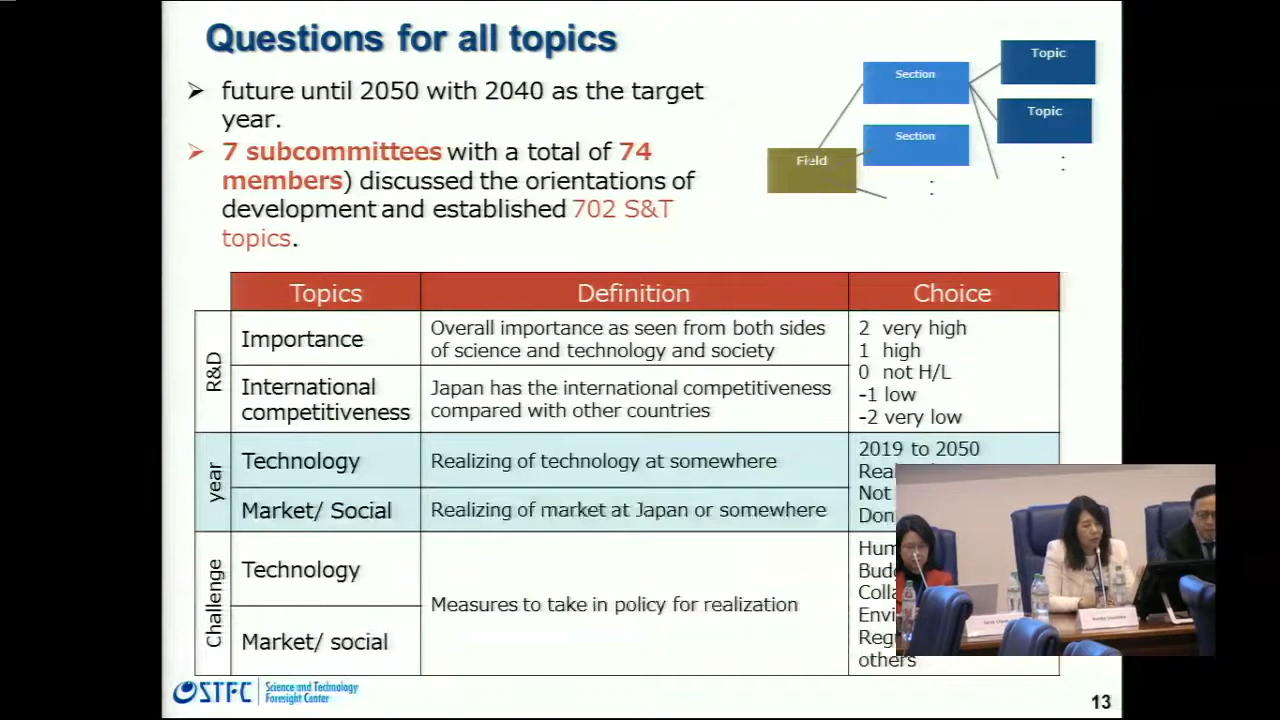 Questions for all topics
future until 2050 with 2040 as the target
year.
7 subcommittees with a total of 74
members) discussed the orientations of
development and established 702 S&T
topics.
Field
Section
Section
:
Topic
Topic
:
Topics Definition Choice
R&D
Importance
Overall importance as seen from both sides
of science and technology and society
International
competitiveness
Japan has the international competitiveness
compared with other countries
2 very high
1 high
0 not H/L
-1 low
-2 very low
year
Technology
Realizing of technology at somewhere
Market/ Social
Realizing of market at Japan or somewhere
2019 to 2050
Not
Challenge
Technology
Market/ social
Measures to take in policy for realization
others
STFC
Science and Technology
Foresight Center
13